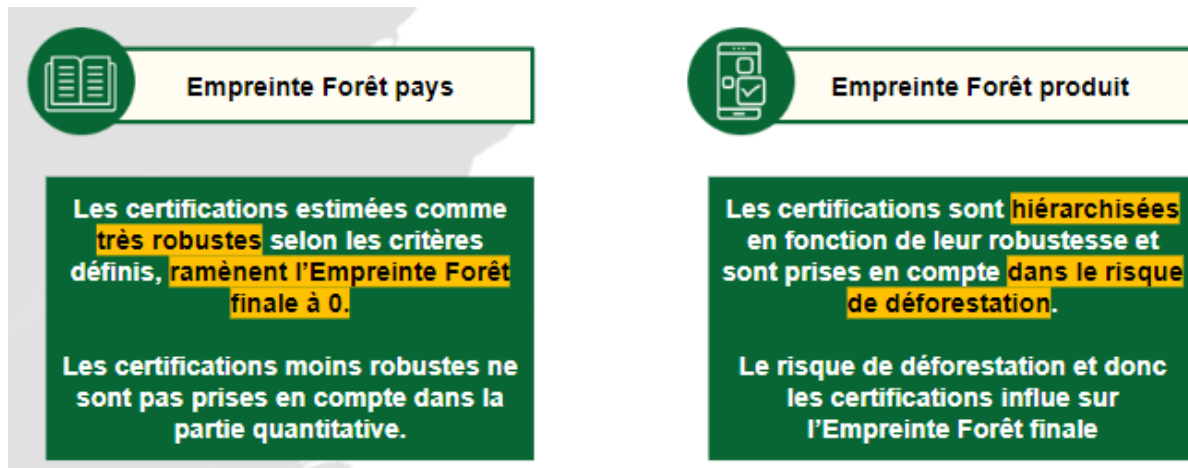 Empreinte Forêt pays
Les certifications estimées comme
très robustes selon les critères
définis, ramènent l'Empreinte Forêt
finale à 0.
Les certifications moins robustes ne
sont pas prises en compte dans la
partie quantitative.
Empreinte Forêt produit
Les certifications sont hiérarchisées
en fonction de leur robustesse et
sont prises en compte dans le risque
de déforestation.
Le risque de déforestation et donc
les certifications influe sur
l'Empreinte Forêt finale